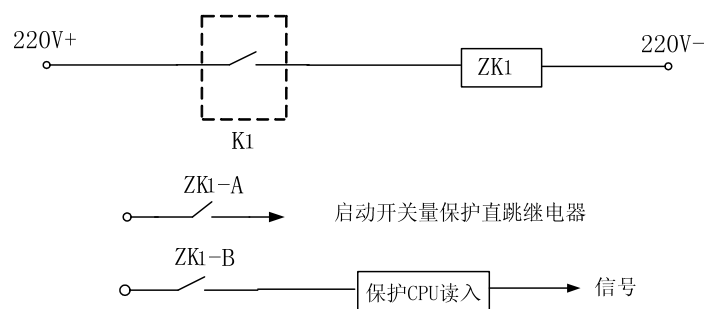 220V+
220V-
ZK1
K1
ZK1-A
启动开关量保护直跳继电器
ZK1-B
保护CPU读入
信号